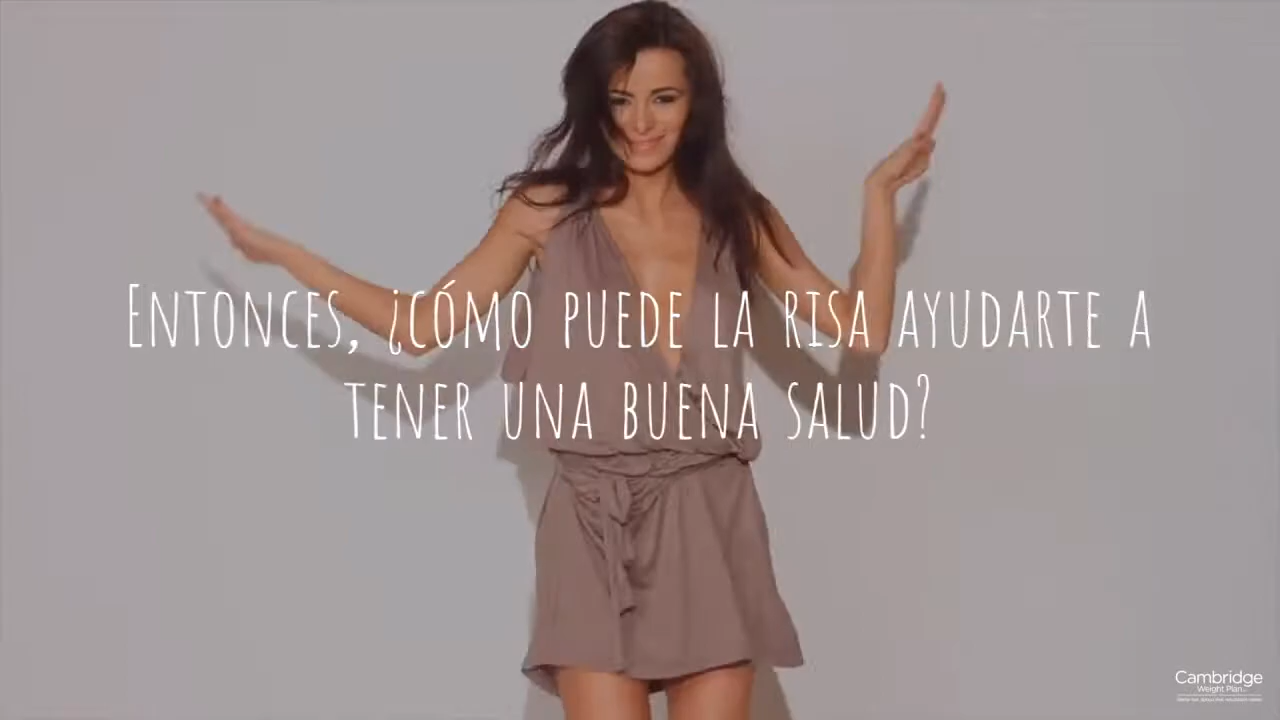 Entonces, ¿cómo puede la risa ayudarte a
tener una buena salud?
Cambridge
Weight Plan